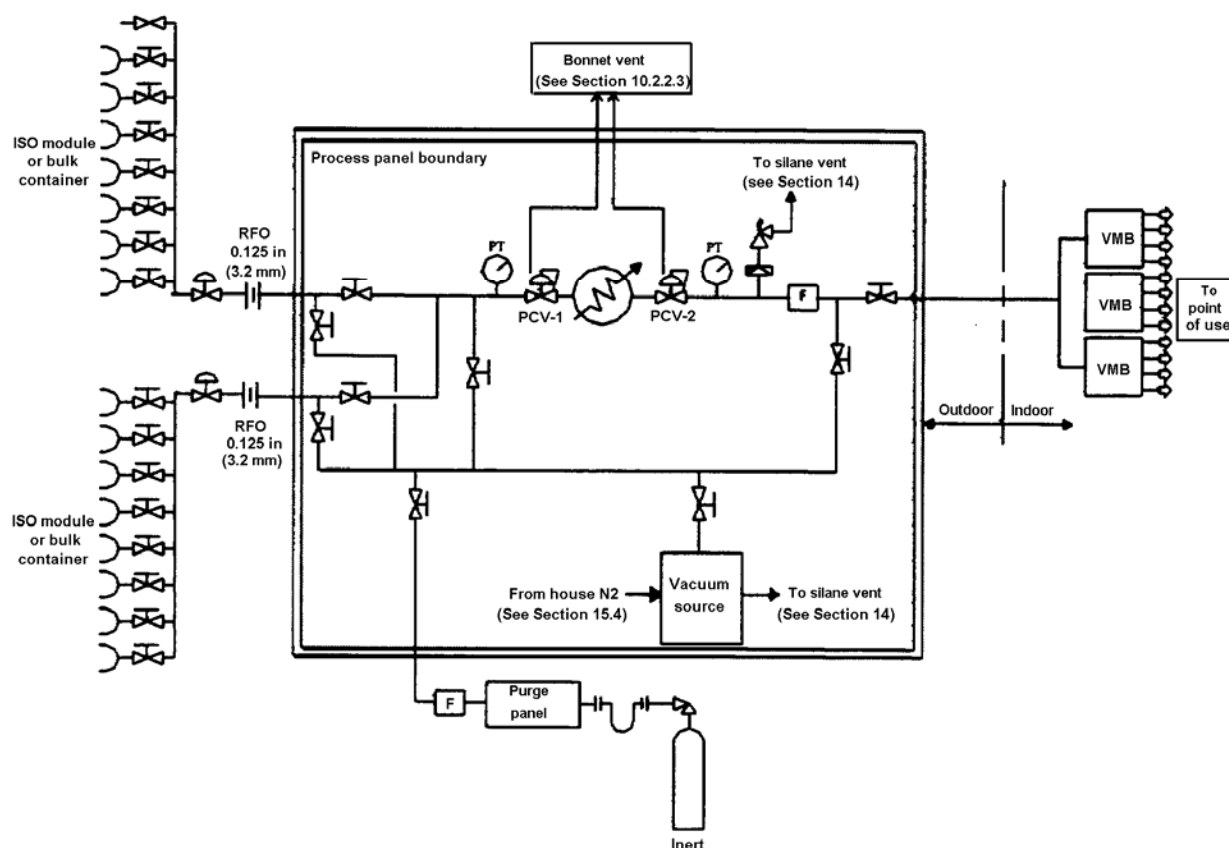 Bonnet vent
(See Section 10.2.2.3)
ISO module
or bulk
container
Process panel boundary
To silane vent
(see Section 14)
RFO
0.125 in
(3.2 mm)
PT
PT
PCV-1
PCV-2
F
VMB
VMB
VMB
To
point
of use
Outdoor
Indoor
RFO
0.125 in
(3.2 mm)
ISO module
or bulk
container
From house N2
(See Section 15.4)
Vacuum
source
To silane vent
(See Section 14)
F
Purge
panel
Inert